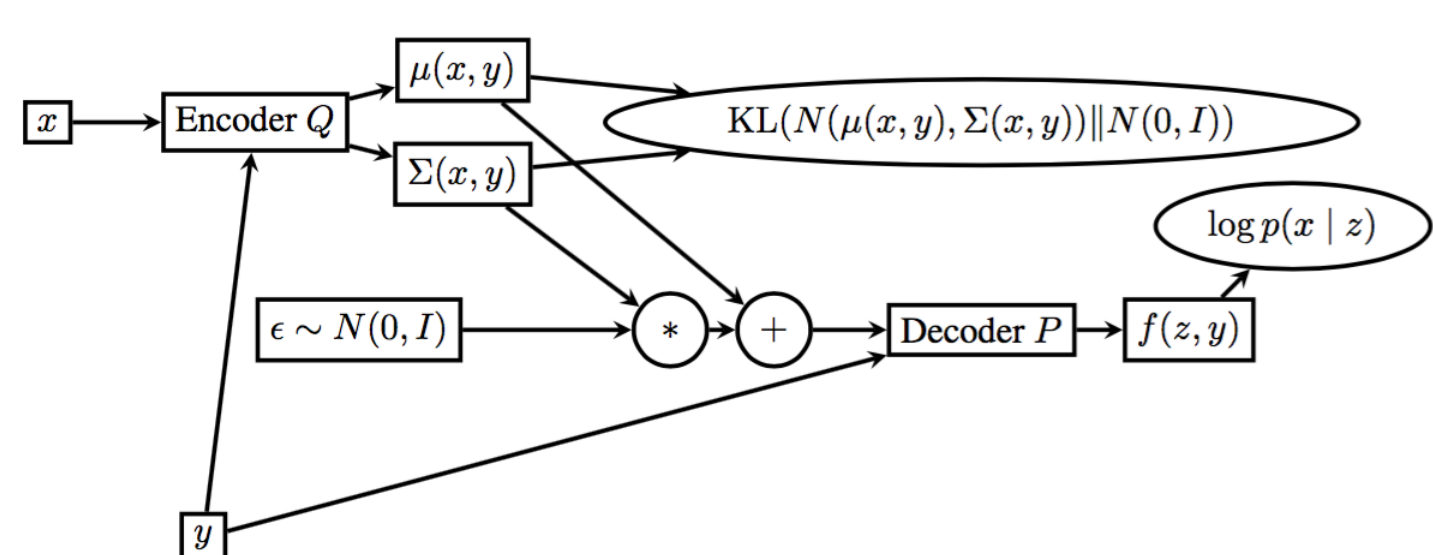 μ(x, y)
x
Encoder Q
KL(N(μ(x, y), Σ(x, y))‖N(0, I))
Σ(x, y)
log p(x | z)
ϵ ∼ N(0, I)
*
+
Decoder P
f(z, y)
y